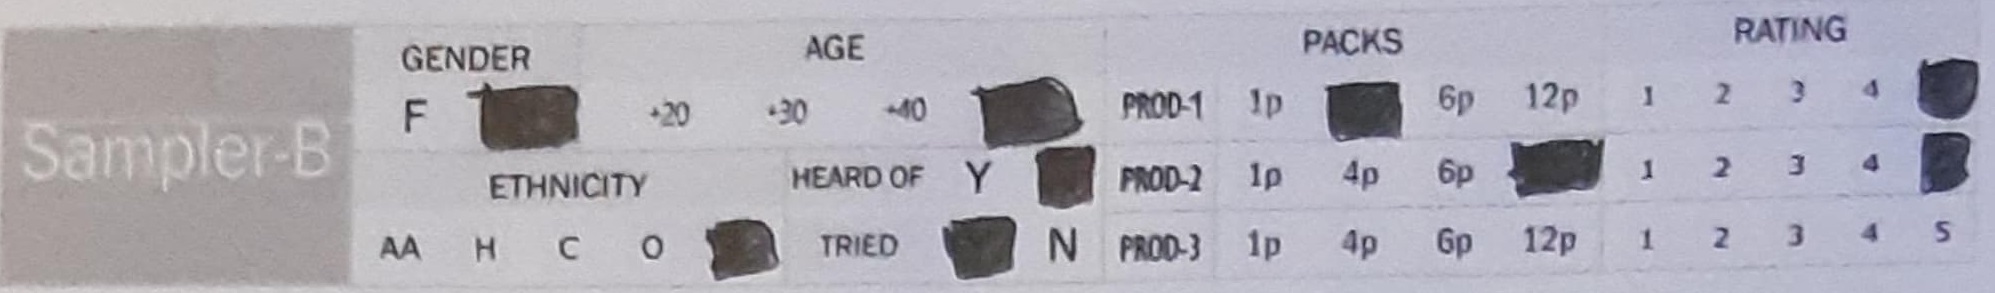 GENDER AGE PACKS RATING
F +20 +30 +40 PROD-1 1p 6p 12p 1 2 3 4
Sampler-B
ETHNICITY HEARD OF Y PROD-2 1p 4p 6p 1 2 3 4
AA H C O TRIED N PROD-3 1p 4p 6p 12p 1 2 3 4 5